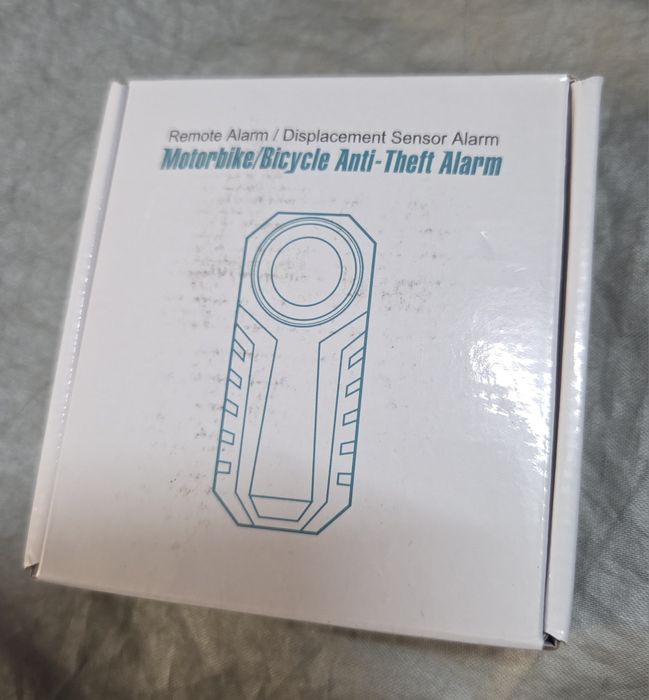 Remote Alarm / Displacement Sensor Alarm
Motorbike/Bicycle Anti-Theft Alarm